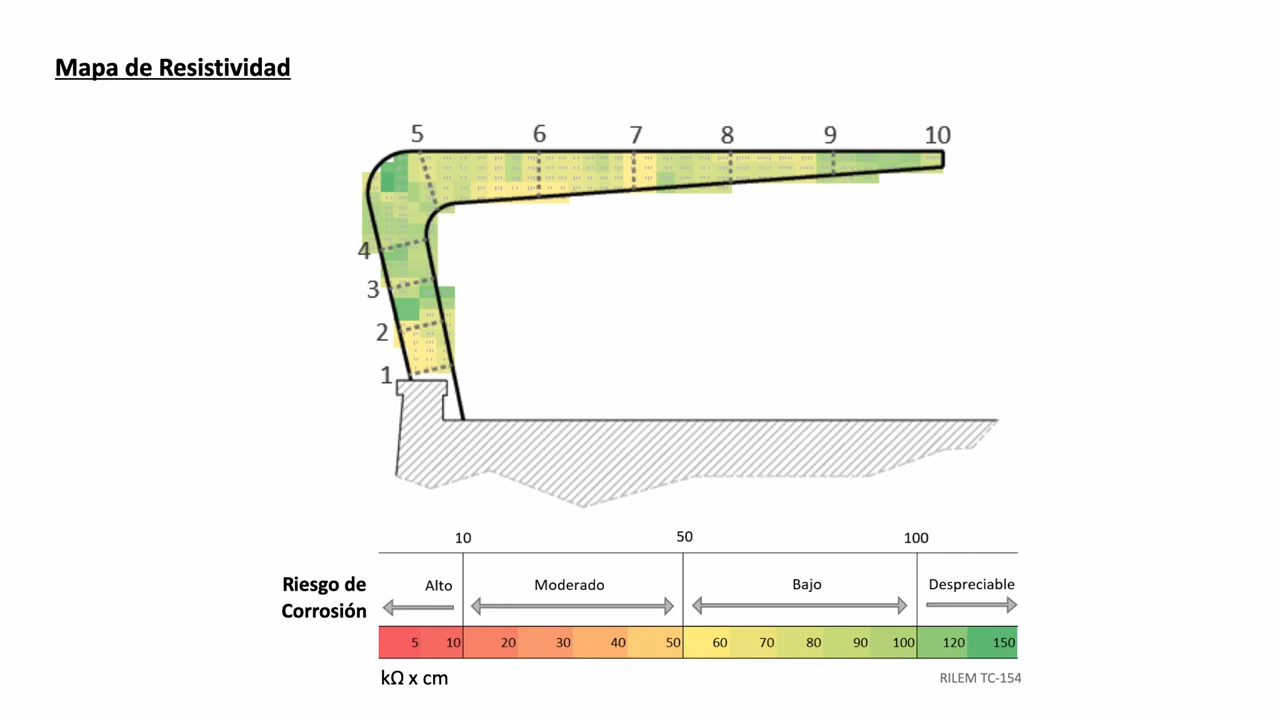 Mapa de Resistividad
5 6 7 8 9 10
4
3
2
1
10 50 100
Riesgo de
Corrosión
Alto Moderado Bajo Despreciable
5 10 20 30 40 50 60 70 80 90 100 120 150
kΩ x cm
RILEM TC-154